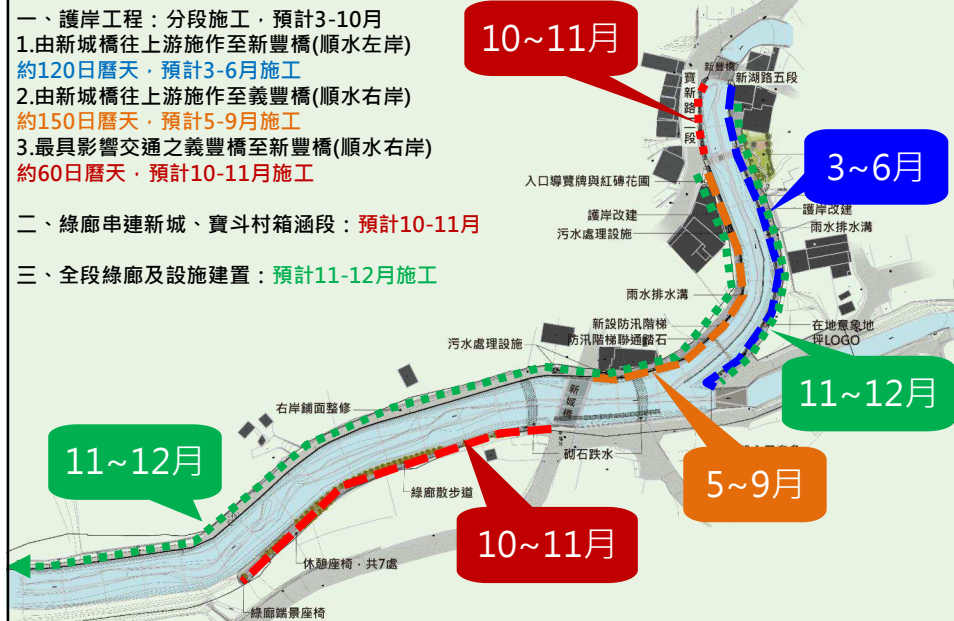 一、護岸工程：分段施工，預計3-10月
1.由新城橋往上游施作至新豐橋(順水左岸)
約120日曆天，預計3-6月施工
2.由新城橋往上游施作至義豐橋(順水右岸)
約150日曆天，預計5-9月施工
3.最具影響交通之義豐橋至新豐橋(順水右岸)
約60日曆天，預計10-11月施工
二、綠廊串連新城、寶斗村箱涵段：預計10-11月
三、全段綠廊及設施建置：預計11-12月施工
10~11月
新豐橋
新湖路五段
寶新路二段
3~6月
入口導覽牌與紅磚花圃
護岸改建
護岸改建
污水處理設施
雨水排水溝
雨水排水溝
新設防汛階梯
防汛階梯聯通踏石
在地意象地
坪LOGO
污水處理設施
11~12月
新城橋
右岸鋪面整修
11~12月
砌石跌水
5~9月
綠廊散步道
10~11月
休憩座椅，共7處
綠廊端景座椅